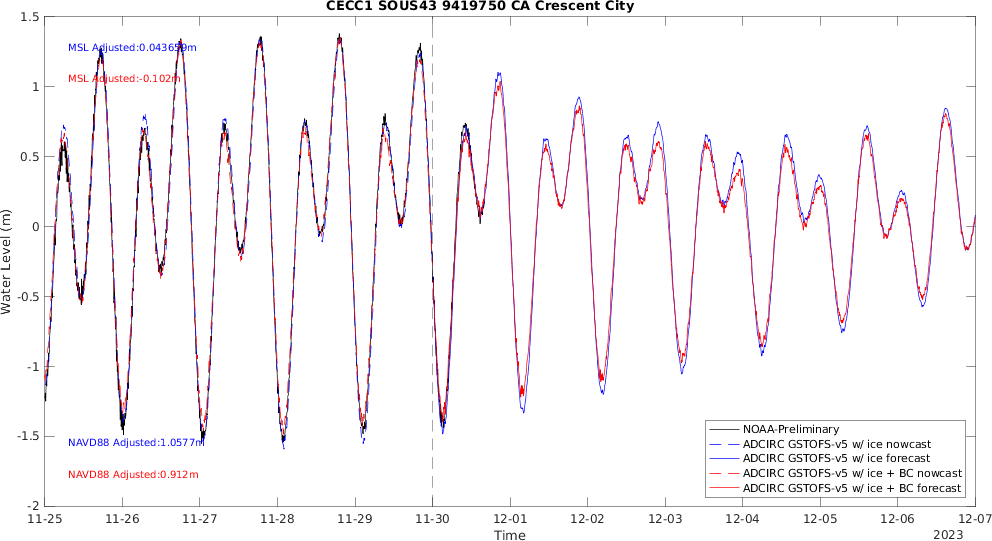 CECC1 SOUS43 9419750 CA Crescent City
MSL Adjusted:0.043659m
MSL Adjusted:-0.102m
NAVD88 Adjusted:1.0577m
NAVD88 Adjusted:0.912m
Water Level (m)
1.5
1
0.5
0
-0.5
-1
-1.5
-2
NOAA-Preliminary
ADCIRC GSTOFS-v5 w/ ice nowcast
ADCIRC GSTOFS-v5 w/ ice forecast
ADCIRC GSTOFS-v5 w/ ice + BC nowcast
ADCIRC GSTOFS-v5 w/ ice + BC forecast
11-25 11-26 11-27 11-28 11-29 11-30 12-01 12-02 12-03 12-04 12-05 12-06 12-07
Time
2023